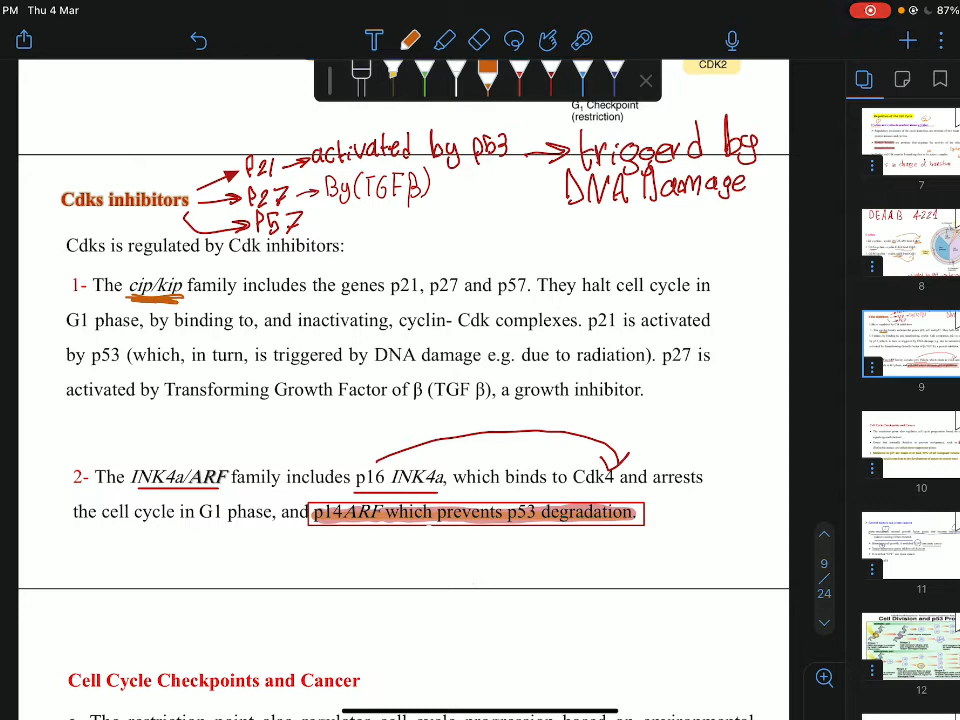 PM Thu 4 Mar
87%
CDK2
G₁ Checkpoint
(restriction)
P21 → activated by p53 → triggerd by
DNA Damage
P27 → By (TGFβ)
P57
Cdks inhibitors
Cdks is regulated by Cdk inhibitors:
1- The cip/kip family includes the genes p21, p27 and p57. They halt cell cycle in
G1 phase, by binding to, and inactivating, cyclin- Cdk complexes. p21 is activated
by p53 (which, in turn, is triggered by DNA damage e.g. due to radiation). p27 is
activated by Transforming Growth Factor of β (TGF β), a growth inhibitor.
2- The INK4a/ARF family includes p16 INK4a, which binds to Cdk4 and arrests
the cell cycle in G1 phase, and p14ARF which prevents p53 degradation.
Cell Cycle Checkpoints and Cancer
7
8
9
10
11
Cell Division and p53 Pro
12
9
/
24